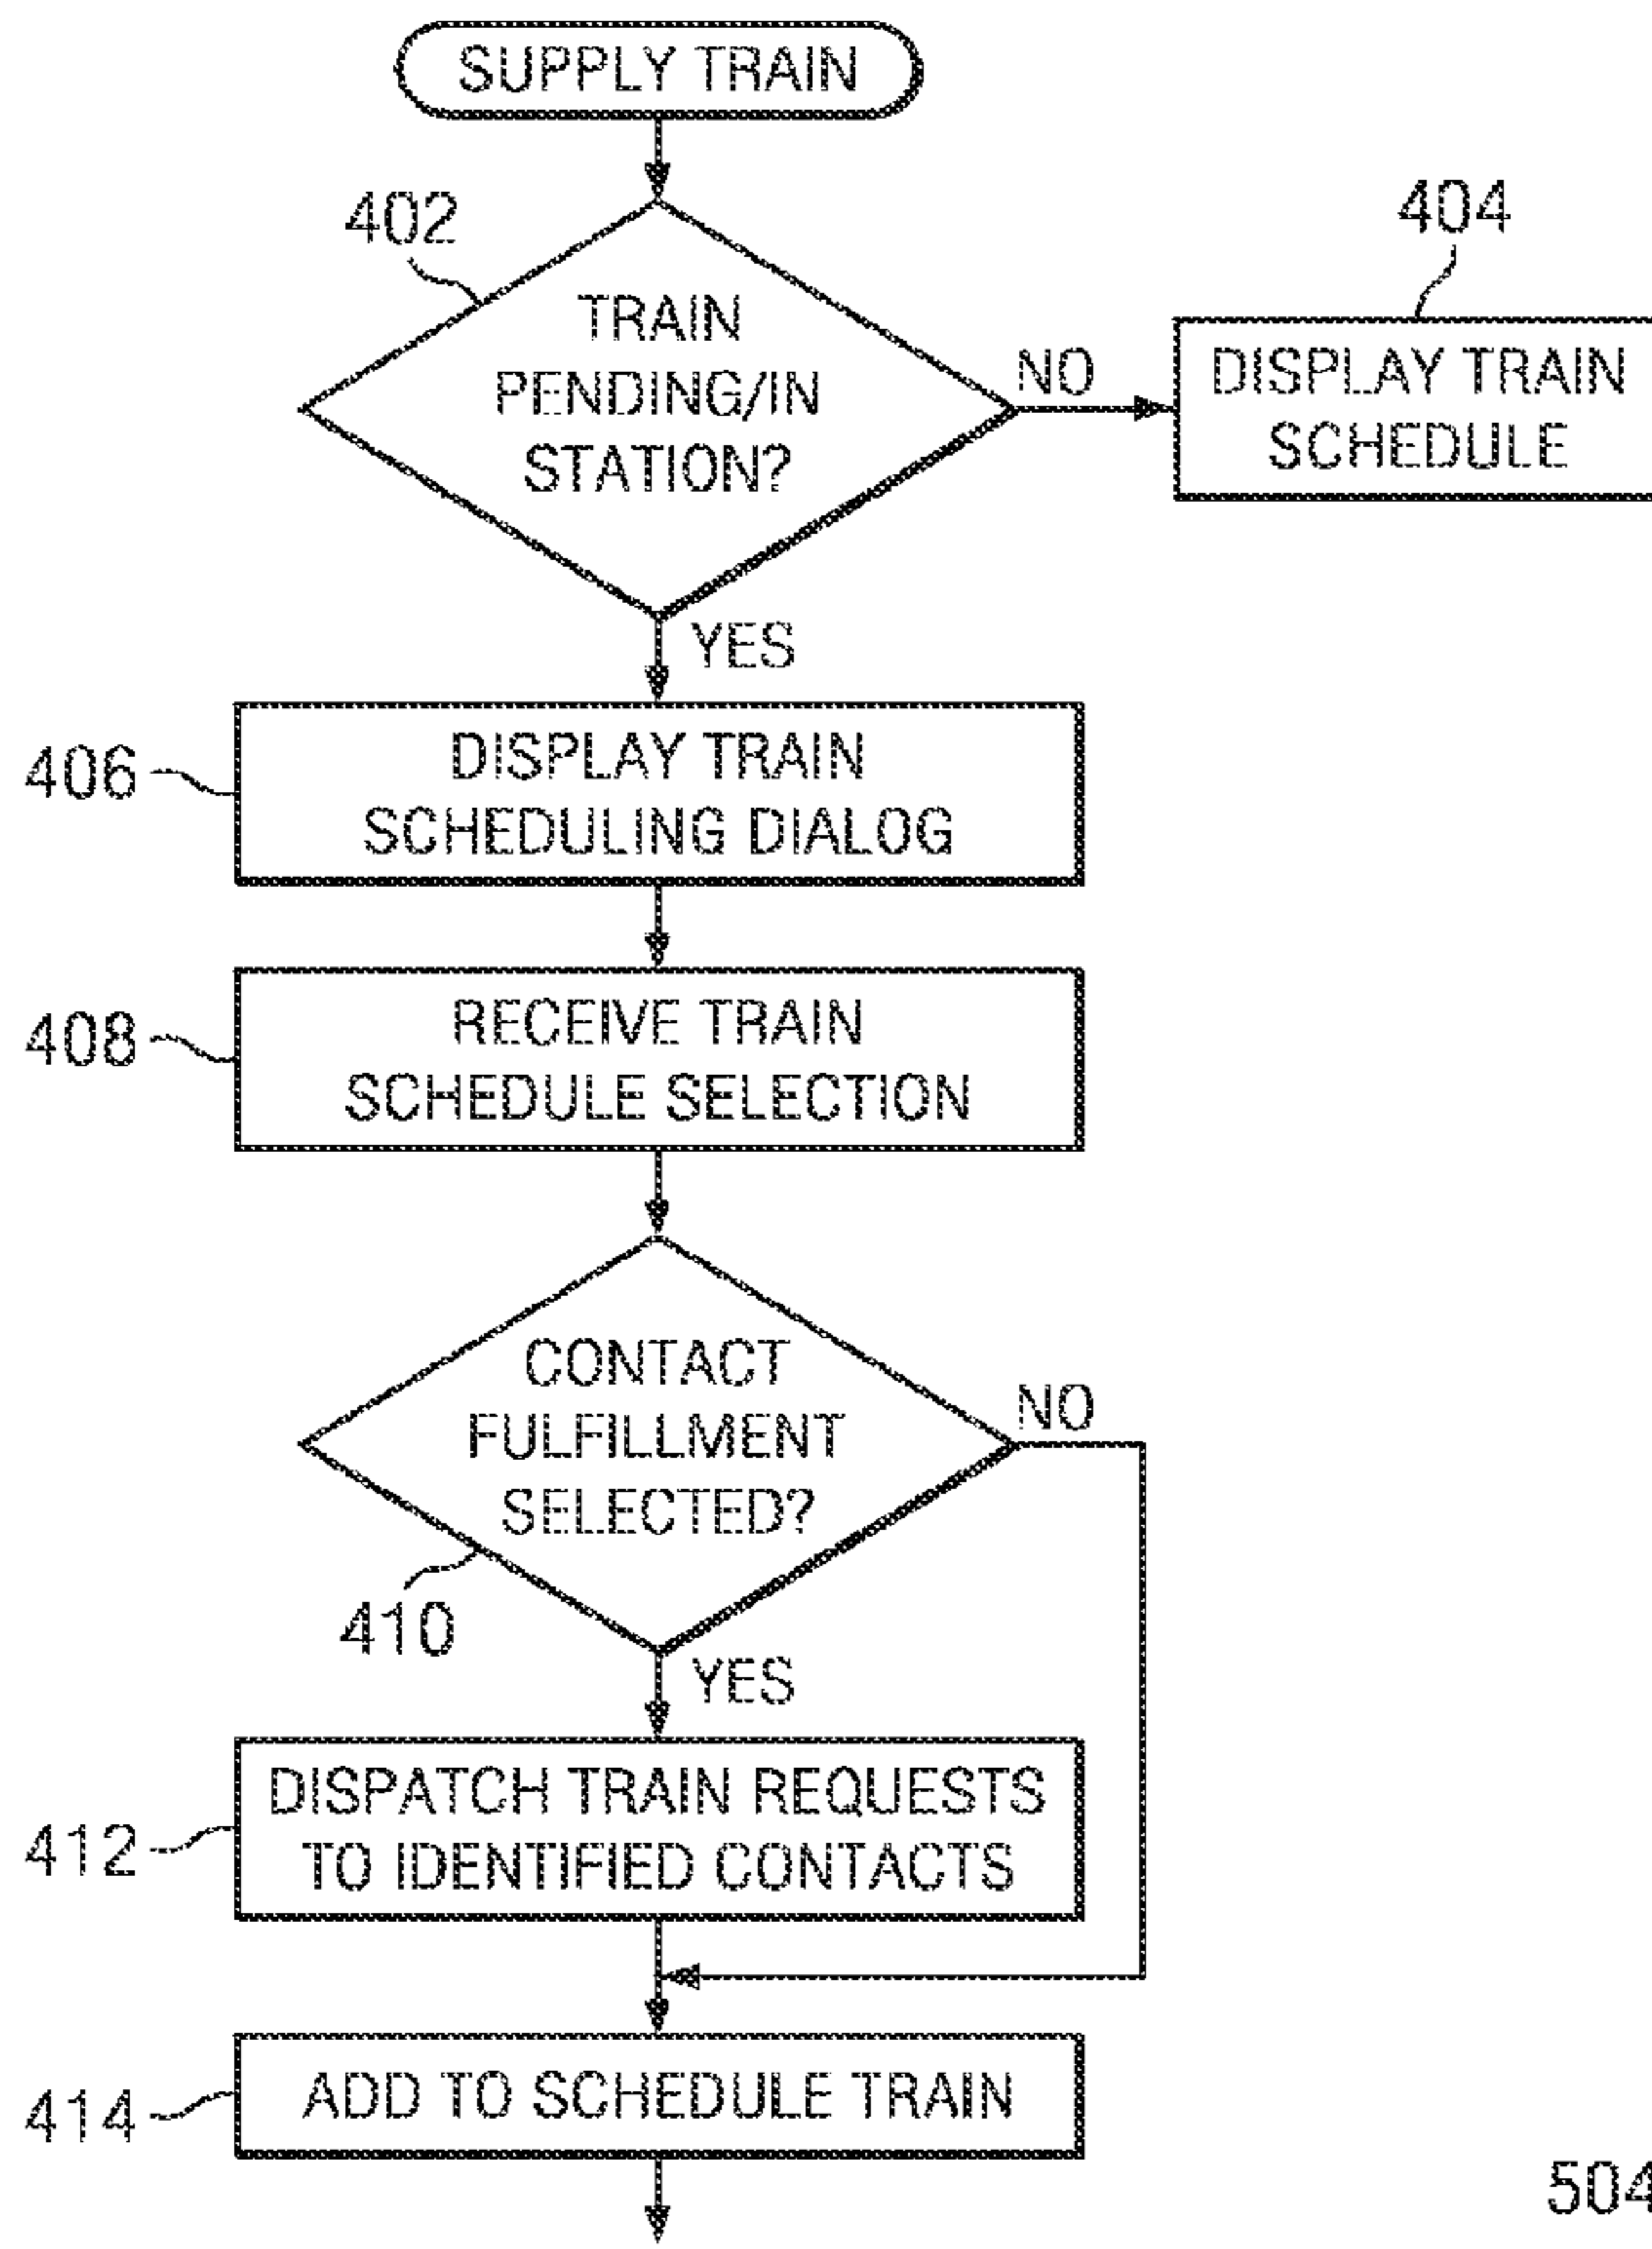 SUPPLY TRAIN
402
404
TRAIN
PENDING/IN
STATION?
NO
DISPLAY TRAIN
SCHEDULE
YES
406
DISPLAY TRAIN
SCHEDULING DIALOG
408
RECEIVE TRAIN
SCHEDULE SELECTION
CONTACT
FULFILLMENT
SELECTED?
NO
410
YES
412
DISPATCH TRAIN REQUESTS
TO IDENTIFIED CONTACTS
414
ADD TO SCHEDULE TRAIN
504